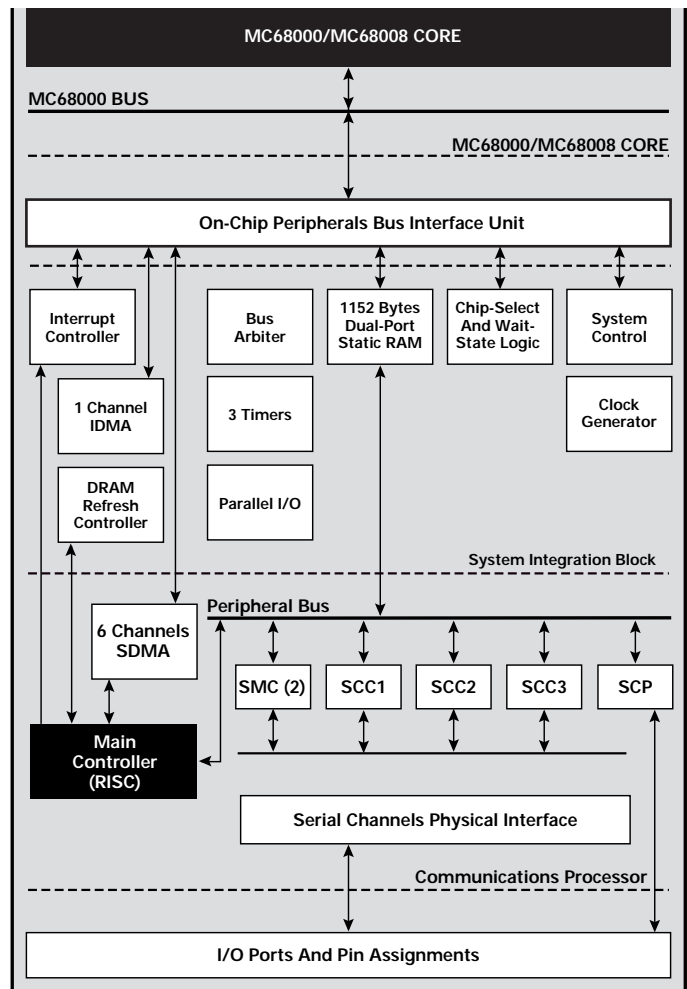 MC68000/MC68008 CORE
MC68000 BUS
MC68000/MC68008 CORE
On-Chip Peripherals Bus Interface Unit
Interrupt
Controller
Bus
Arbiter
1152 Bytes
Dual-Port
Static RAM
Chip-Select
And Wait-
State Logic
System
Control
1 Channel
IDMA
3 Timers
Clock
Generator
DRAM
Refresh
Controller
Parallel I/O
System Integration Block
Peripheral Bus
6 Channels
SDMA
SMC (2)
SCC1
SCC2
SCC3
SCP
Main
Controller
(RISC)
Serial Channels Physical Interface
Communications Processor
I/O Ports And Pin Assignments